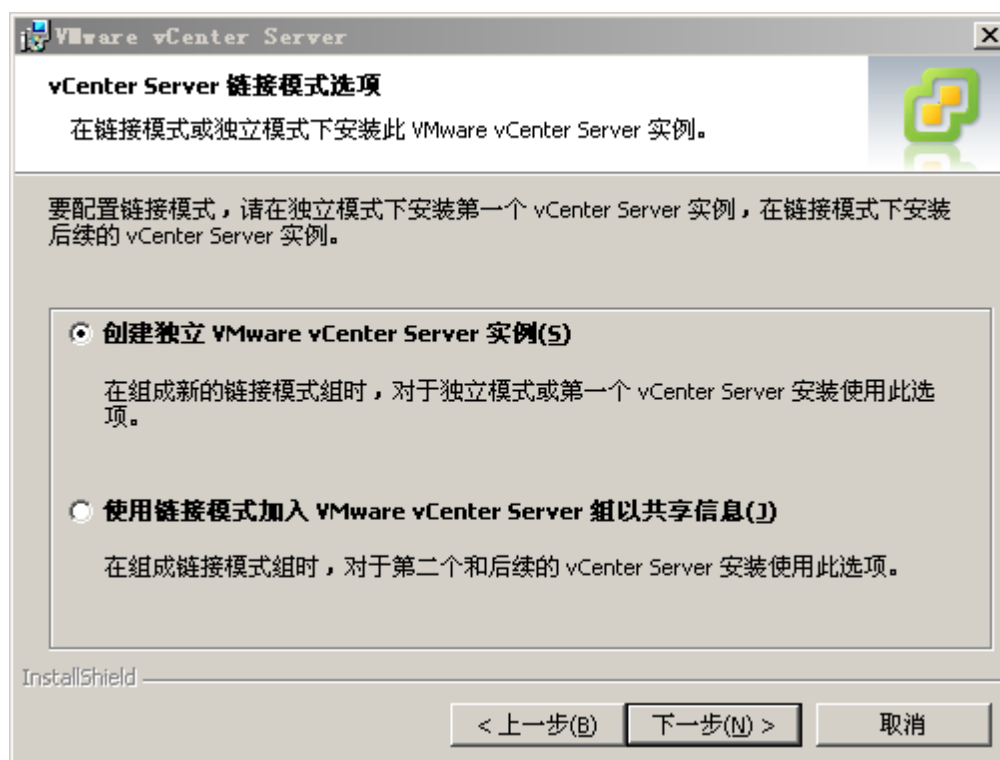 VMware vCenter Server
vCenter Server 链接模式选项
在链接模式或独立模式下安装此 VMware vCenter Server 实例。
要配置链接模式，请在独立模式下安装第一个 vCenter Server 实例，在链接模式下安装
后续的 vCenter Server 实例。
创建独立 VMware vCenter Server 实例(S)
在组成新的链接模式组时，对于独立模式或第一个 vCenter Server 安装使用此选
项。
使用链接模式加入 VMware vCenter Server 组以共享信息(J)
在组成链接模式组时，对于第二个和后续的 vCenter Server 安装使用此选项。
InstallShield
< 上一步(B)
下一步(N) >
取消